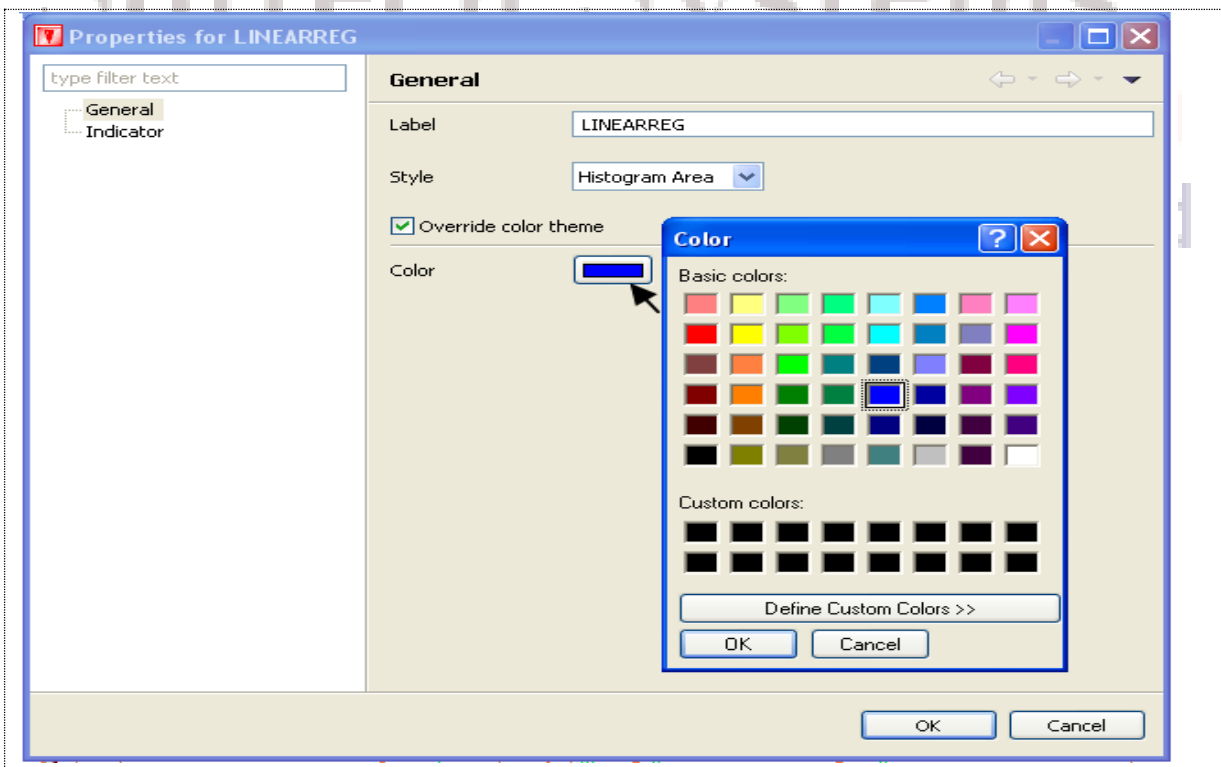 Properties for LINEARREG
type filter text
General
Indicator
General
Label
LINEARREG
Style
Histogram Area
Override color theme
Color
Color
Basic colors:
Custom colors:
Define Custom Colors >>
OK
Cancel
OK
Cancel